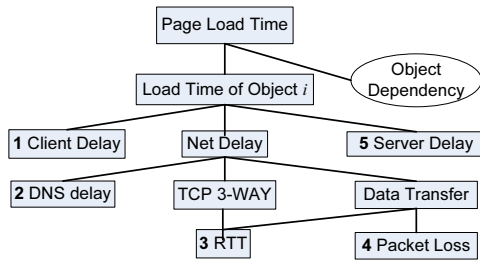 Page Load Time
Object
Dependency
Load Time of Object i
1 Client Delay
Net Delay
5 Server Delay
2 DNS delay
TCP 3-WAY
Data Transfer
3 RTT
4 Packet Loss